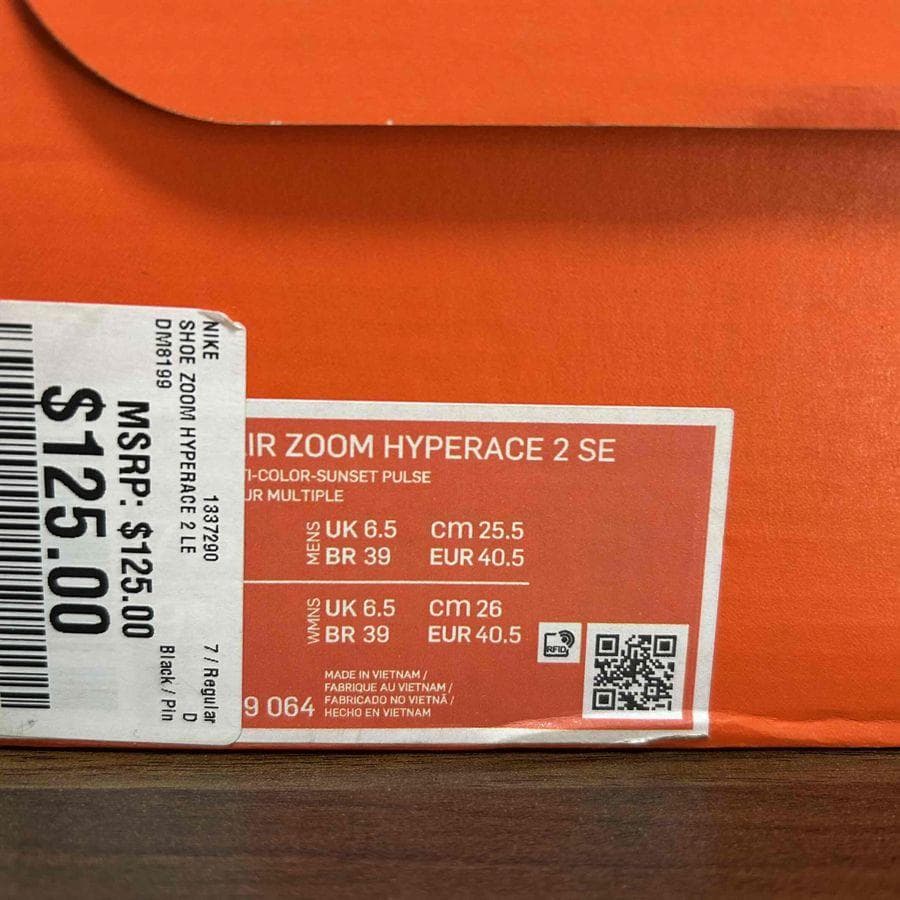 NIKE 1337290 7 / Regular
SHOE ZOOM HYPERACE 2 LE D
DM8199 Black / Pin
MSRP: $125.00
$125.00
IR ZOOM HYPERACE 2 SE
TI-COLOR-SUNSET PULSE
UR MULTIPLE
MENS UK 6.5 cm 25.5
BR 39 EUR 40.5
WMNS UK 6.5 cm 26
BR 39 EUR 40.5
RFID
9 064
MADE IN VIETNAM /
FABRIQUE AU VIETNAM /
FABRICADO NO VIETNÃ /
HECHO EN VIETNAM